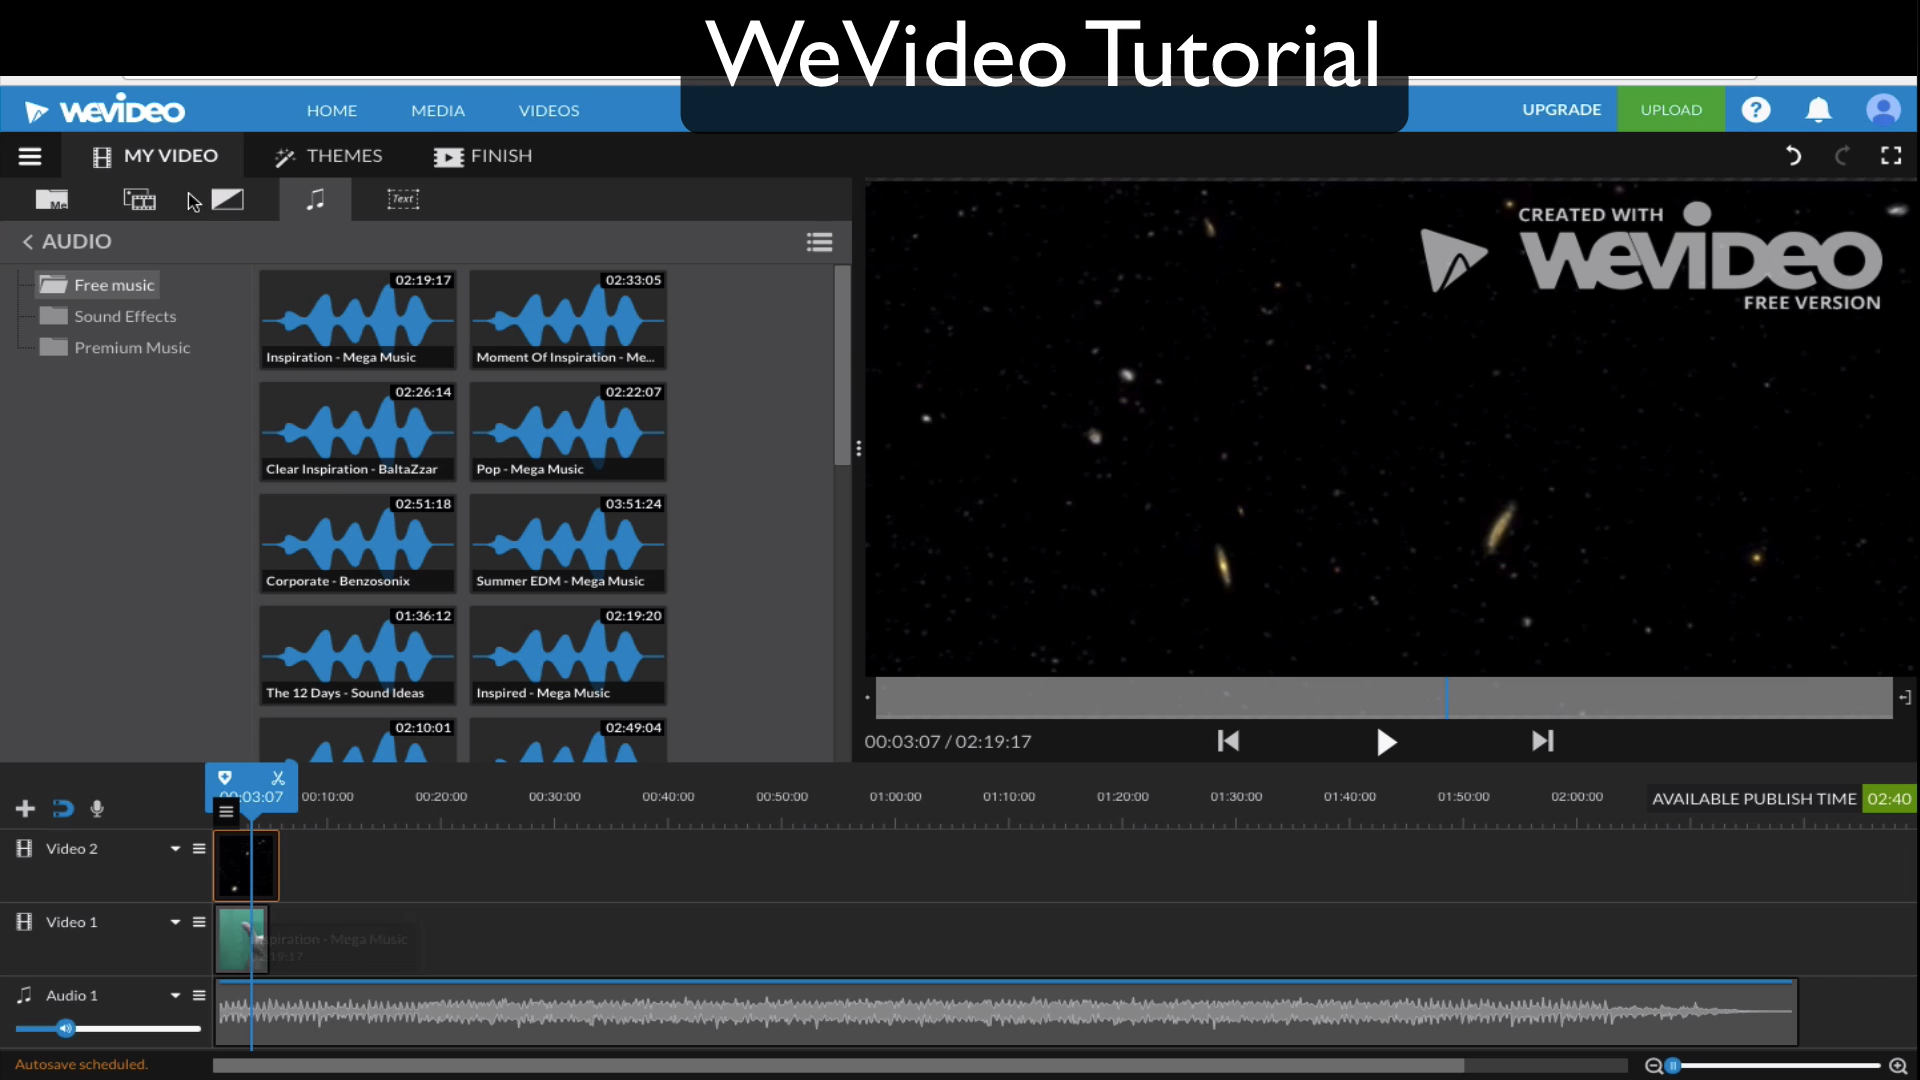 WeVideo Tutorial
WEVIDEO
HOME
MEDIA
VIDEOS
UPGRADE
UPLOAD
?
MY VIDEO
THEMES
FINISH
Me
Text
AUDIO
Free music
Sound Effects
Premium Music
02:19:17
Inspiration - Mega Music
02:33:05
Moment Of Inspiration - Me...
02:26:14
Clear Inspiration - BaltaZzar
02:22:07
Pop - Mega Music
02:51:18
Corporate - Benzosonix
03:51:24
Summer EDM - Mega Music
01:36:12
The 12 Days - Sound Ideas
02:19:20
Inspired - Mega Music
02:10:01
02:49:04
CREATED WITH
WEVIDEO
FREE VERSION
00:03:07 / 02:19:17
00:03:07
00:10:00
00:20:00
00:30:00
00:40:00
00:50:00
01:00:00
01:10:00
01:20:00
01:30:00
01:40:00
01:50:00
02:00:00
AVAILABLE PUBLISH TIME 02:40
Video 2
Video 1
spiration - Mega Music
19:17
Audio 1
Autosave scheduled.